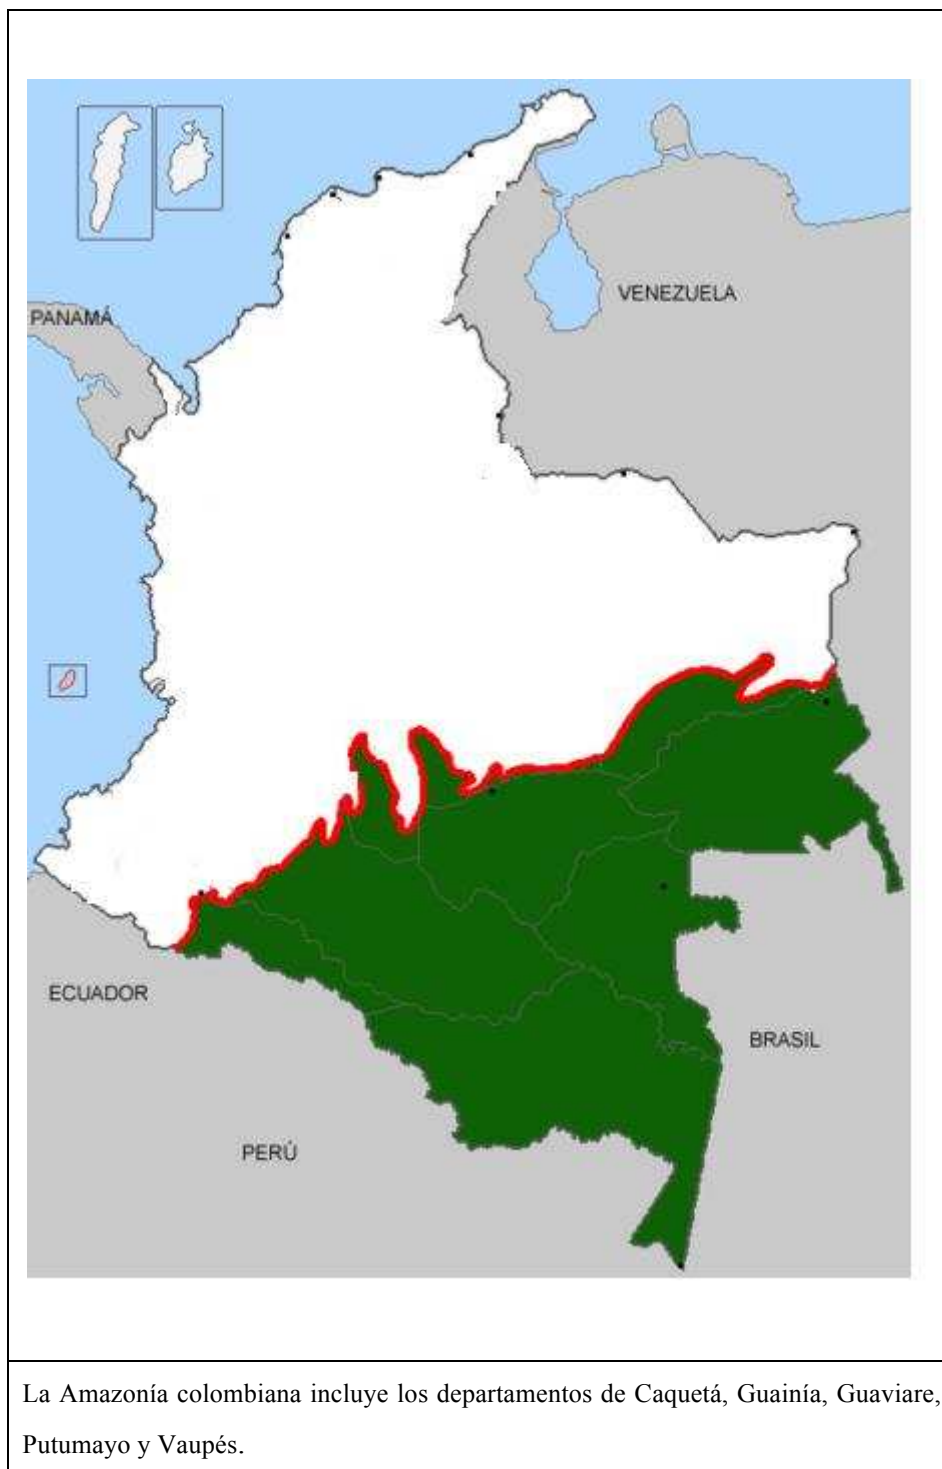 VENEZUELA
PANAMÁ
ECUADOR
BRASIL
PERÚ
La Amazonía colombiana incluye los departamentos de Caquetá, Guainía, Guaviare,
Putumayo y Vaupés.